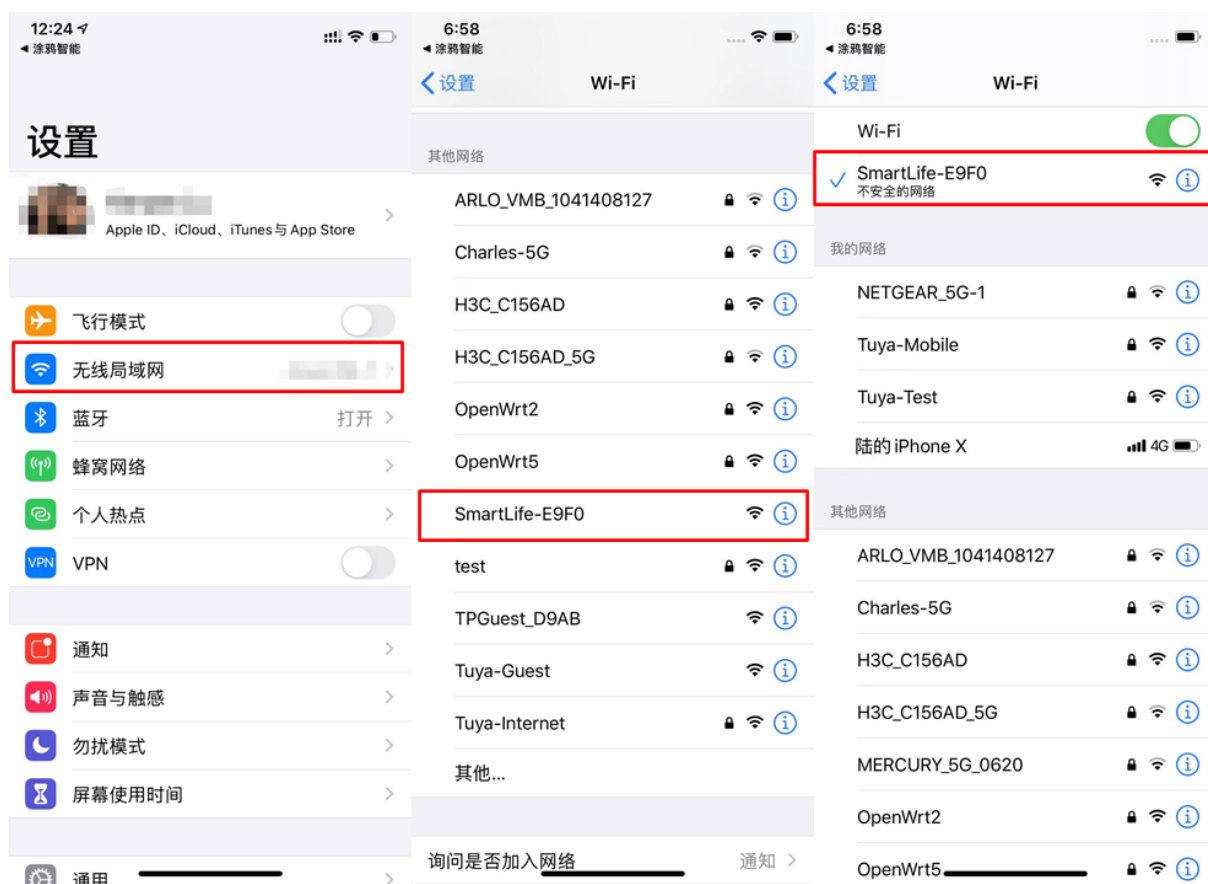 12:24
◀ 涂鸦智能
设置
Apple ID、iCloud、iTunes 与 App Store
飞行模式
无线局域网
蓝牙
打开
蜂窝网络
个人热点
VPN
VPN
通知
声音与触感
勿扰模式
屏幕使用时间
通用
6:58
◀ 涂鸦智能
设置
Wi-Fi
其他网络
ARLO_VMB_1041408127
Charles-5G
H3C_C156AD
H3C_C156AD_5G
OpenWrt2
OpenWrt5
SmartLife-E9F0
test
TPGuest_D9AB
Tuya-Guest
Tuya-Internet
其他...
询问是否加入网络
通知
6:58
◀ 涂鸦智能
设置
Wi-Fi
Wi-Fi
SmartLife-E9F0
不安全的网络
我的网络
NETGEAR_5G-1
Tuya-Mobile
Tuya-Test
陆的 iPhone X
4G
其他网络
ARLO_VMB_1041408127
Charles-5G
H3C_C156AD
H3C_C156AD_5G
MERCURY_5G_0620
OpenWrt2
OpenWrt5